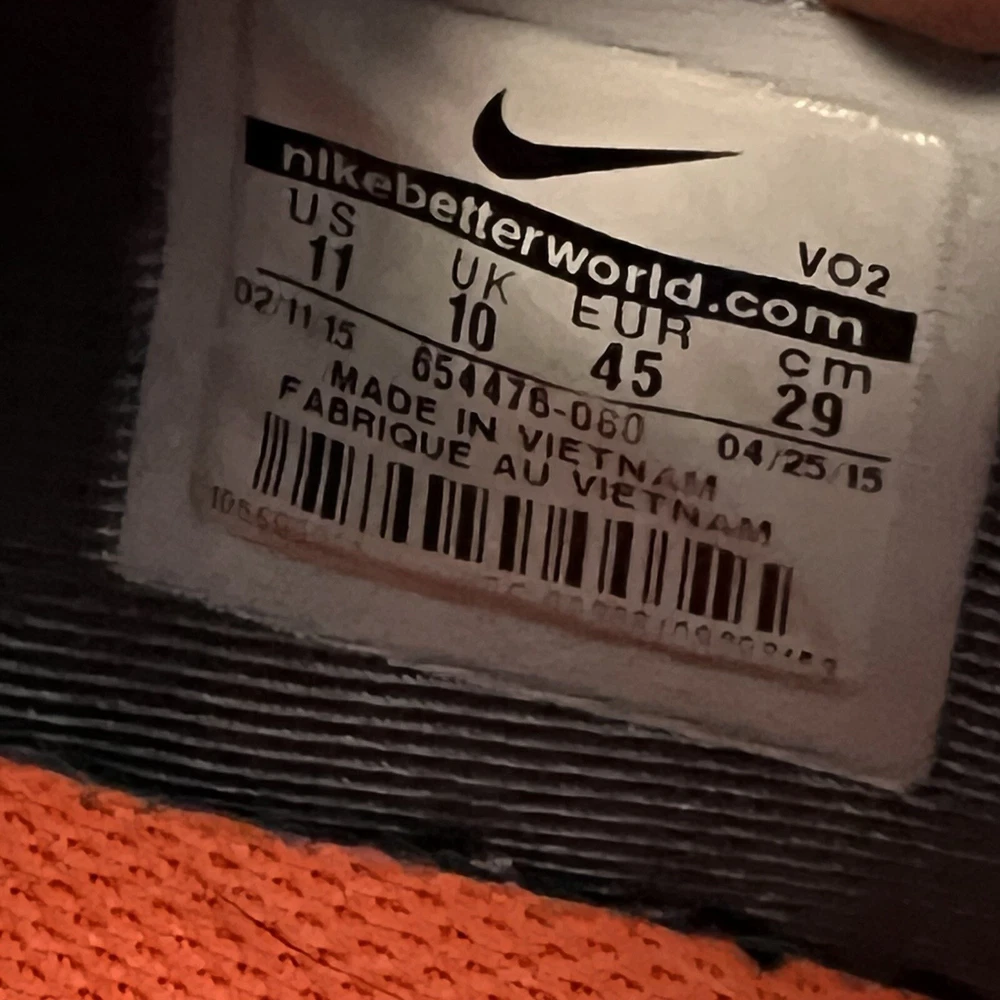 nikebetterworld.com
VO2
US UK EUR cm
11 10 45 29
02/11/15 04/25/15
654476-060
MADE IN VIETNAM
FABRIQUE AU VIETNAM